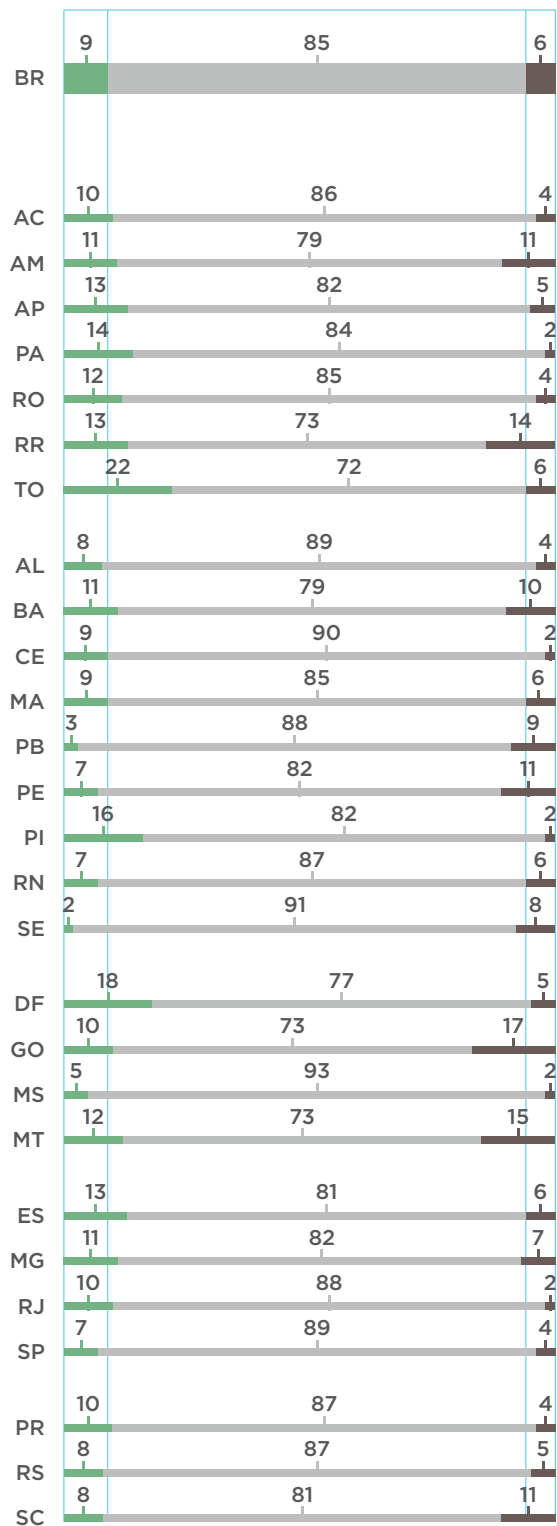 9 85 6
BR
10 86 4
AC
11 79 11
AM
13 82 5
AP
14 84 2
PA
12 85 4
RO
13 73 14
RR
22 72 6
TO
8 89 4
AL
11 79 10
BA
9 90 2
CE
9 85 6
MA
3 88 9
PB
7 82 11
PE
16 82 2
PI
7 87 6
RN
2 91 8
SE
18 77 5
DF
10 73 17
GO
5 93 2
MS
12 73 15
MT
13 81 6
ES
11 82 7
MG
10 88 2
RJ
7 89 4
SP
10 87 4
PR
8 87 5
RS
8 81 11
SC